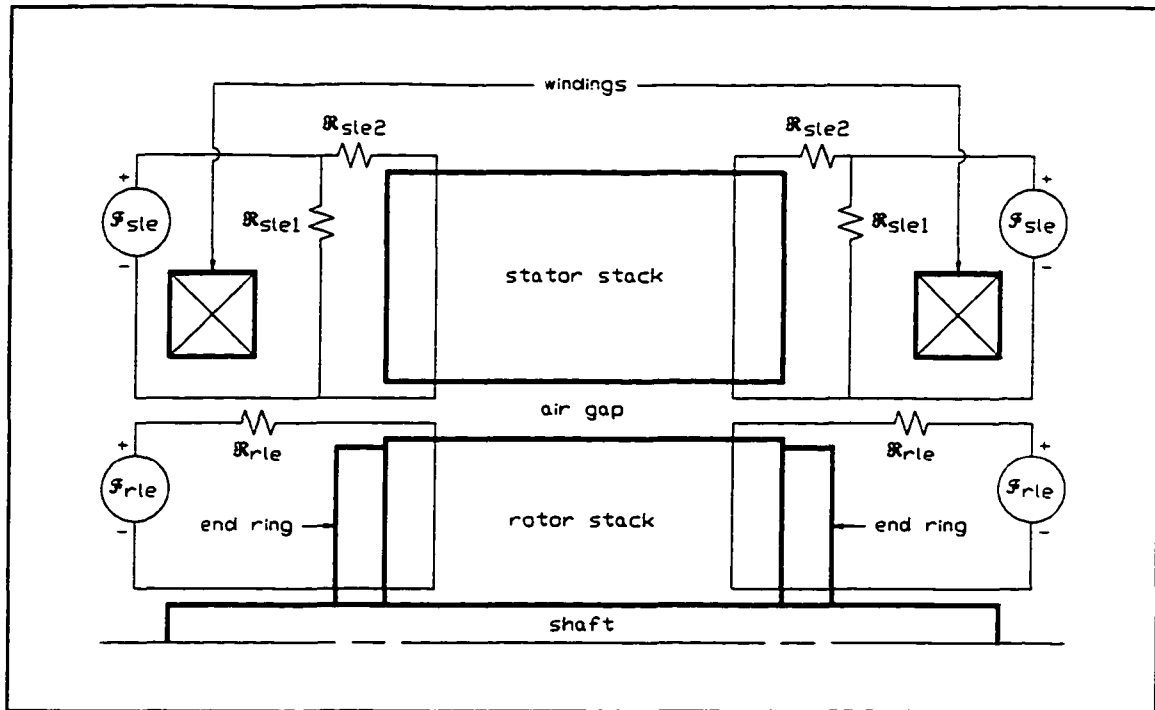 windings
ℜsle2 ℜsle2
+ +
ℱsle ℜsle1 ℜsle1 ℱsle
- -
stator stack
air gap
+ ℜrle ℜrle +
ℱrle ℱrle
end ring rotor stack end ring
- -
shaft